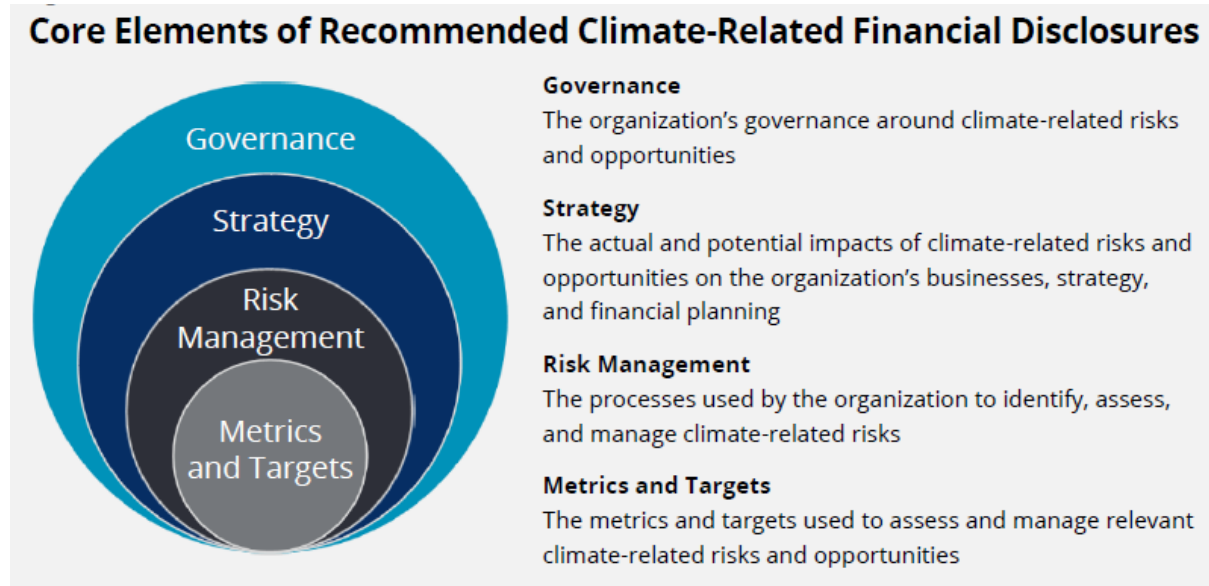 Core Elements of Recommended Climate-Related Financial Disclosures
Governance
Strategy
Risk
Management
Metrics
and Targets
Governance
The organization’s governance around climate-related risks
and opportunities
Strategy
The actual and potential impacts of climate-related risks and
opportunities on the organization’s businesses, strategy,
and financial planning
Risk Management
The processes used by the organization to identify, assess,
and manage climate-related risks
Metrics and Targets
The metrics and targets used to assess and manage relevant
climate-related risks and opportunities